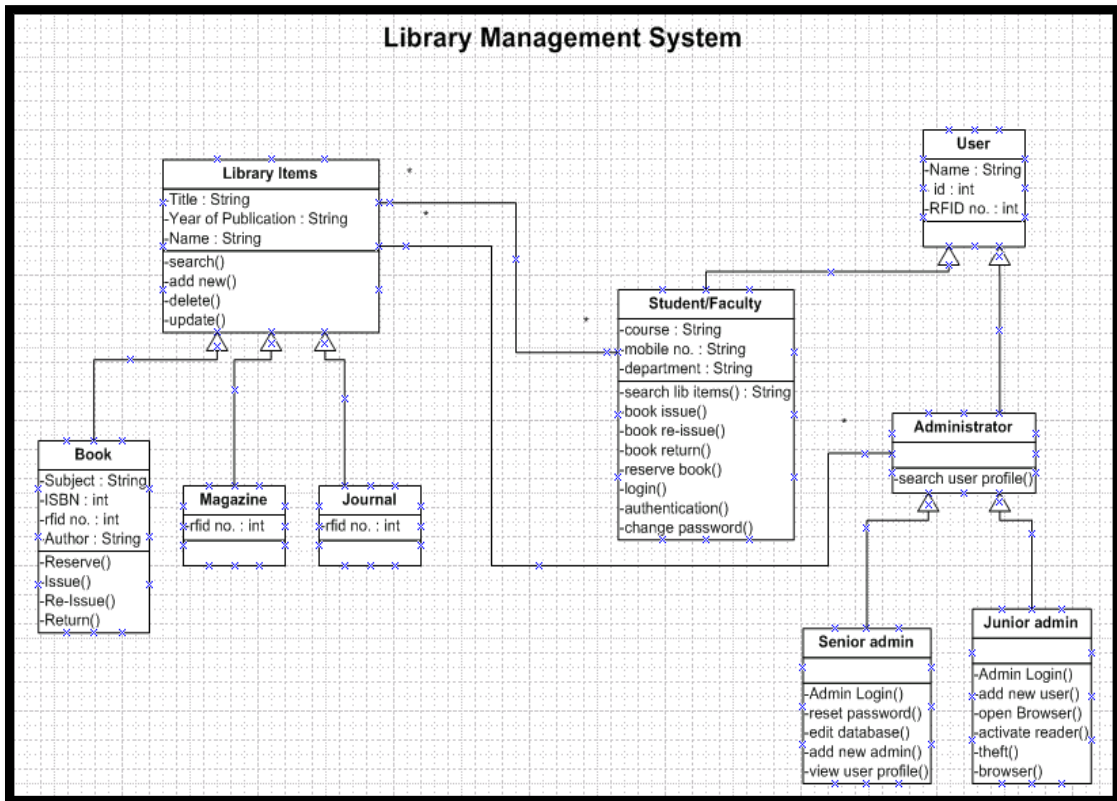 Library Management System
Library Items
-Title : String
-Year of Publication : String
-Name : String
-search()
-add new()
-delete()
-update()
*
*
User
-Name : String
id : int
-RFID no. : int
Student/Faculty
-course : String
-mobile no. : String
-department : String
-search lib items() : String
-book issue()
-book re-issue()
-book return()
-reserve book()
-login()
-authentication()
-change password()
*
Administrator
-search user profile()
*
Book
-Subject : String
-ISBN : int
-rfid no. : int
-Author : String
-Reserve()
-Issue()
-Re-Issue()
-Return()
Magazine
-rfid no. : int
Journal
-rfid no. : int
Senior admin
-Admin Login()
-reset password()
-edit database()
-add new admin()
-view user profile()
Junior admin
-Admin Login()
-add new user()
-open Browser()
-activate reader()
-theft()
-browser()